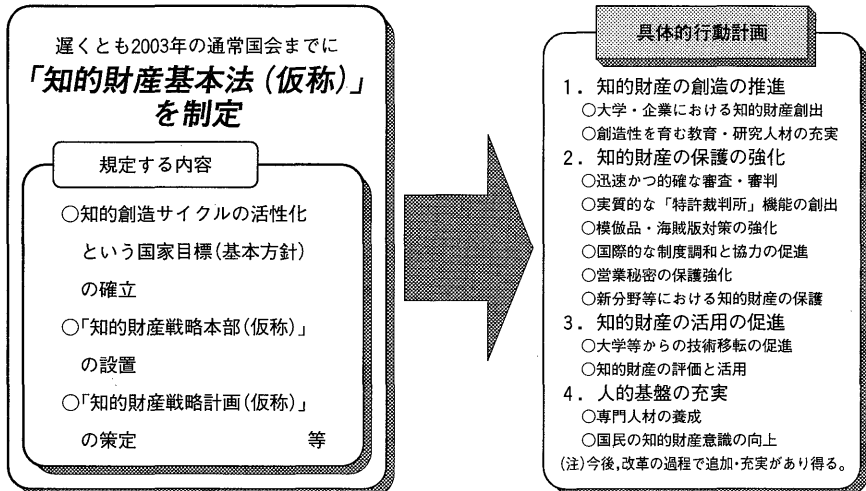 遅くとも2003年の通常国会までに
「知的財産基本法（仮称）」
を制定
規定する内容
○知的創造サイクルの活性化
という国家目標（基本方針）
の確立
○「知的財産戦略本部（仮称）」
の設置
○「知的財産戦略計画（仮称）」
の策定 等
具体的行動計画
1．知的財産の創造の推進
○大学・企業における知的財産創出
○創造性を育む教育・研究人材の充実
2．知的財産の保護の強化
○迅速かつ的確な審査・審判
○実質的な「特許裁判所」機能の創出
○模倣品・海賊版対策の強化
○国際的な制度調和と協力の促進
○営業秘密の保護強化
○新分野等における知的財産の保護
3．知的財産の活用の促進
○大学等からの技術移転の促進
○知的財産の評価と活用
4．人的基盤の充実
○専門人材の養成
○国民の知的財産意識の向上
（注）今後，改革の過程で追加・充実があり得る。